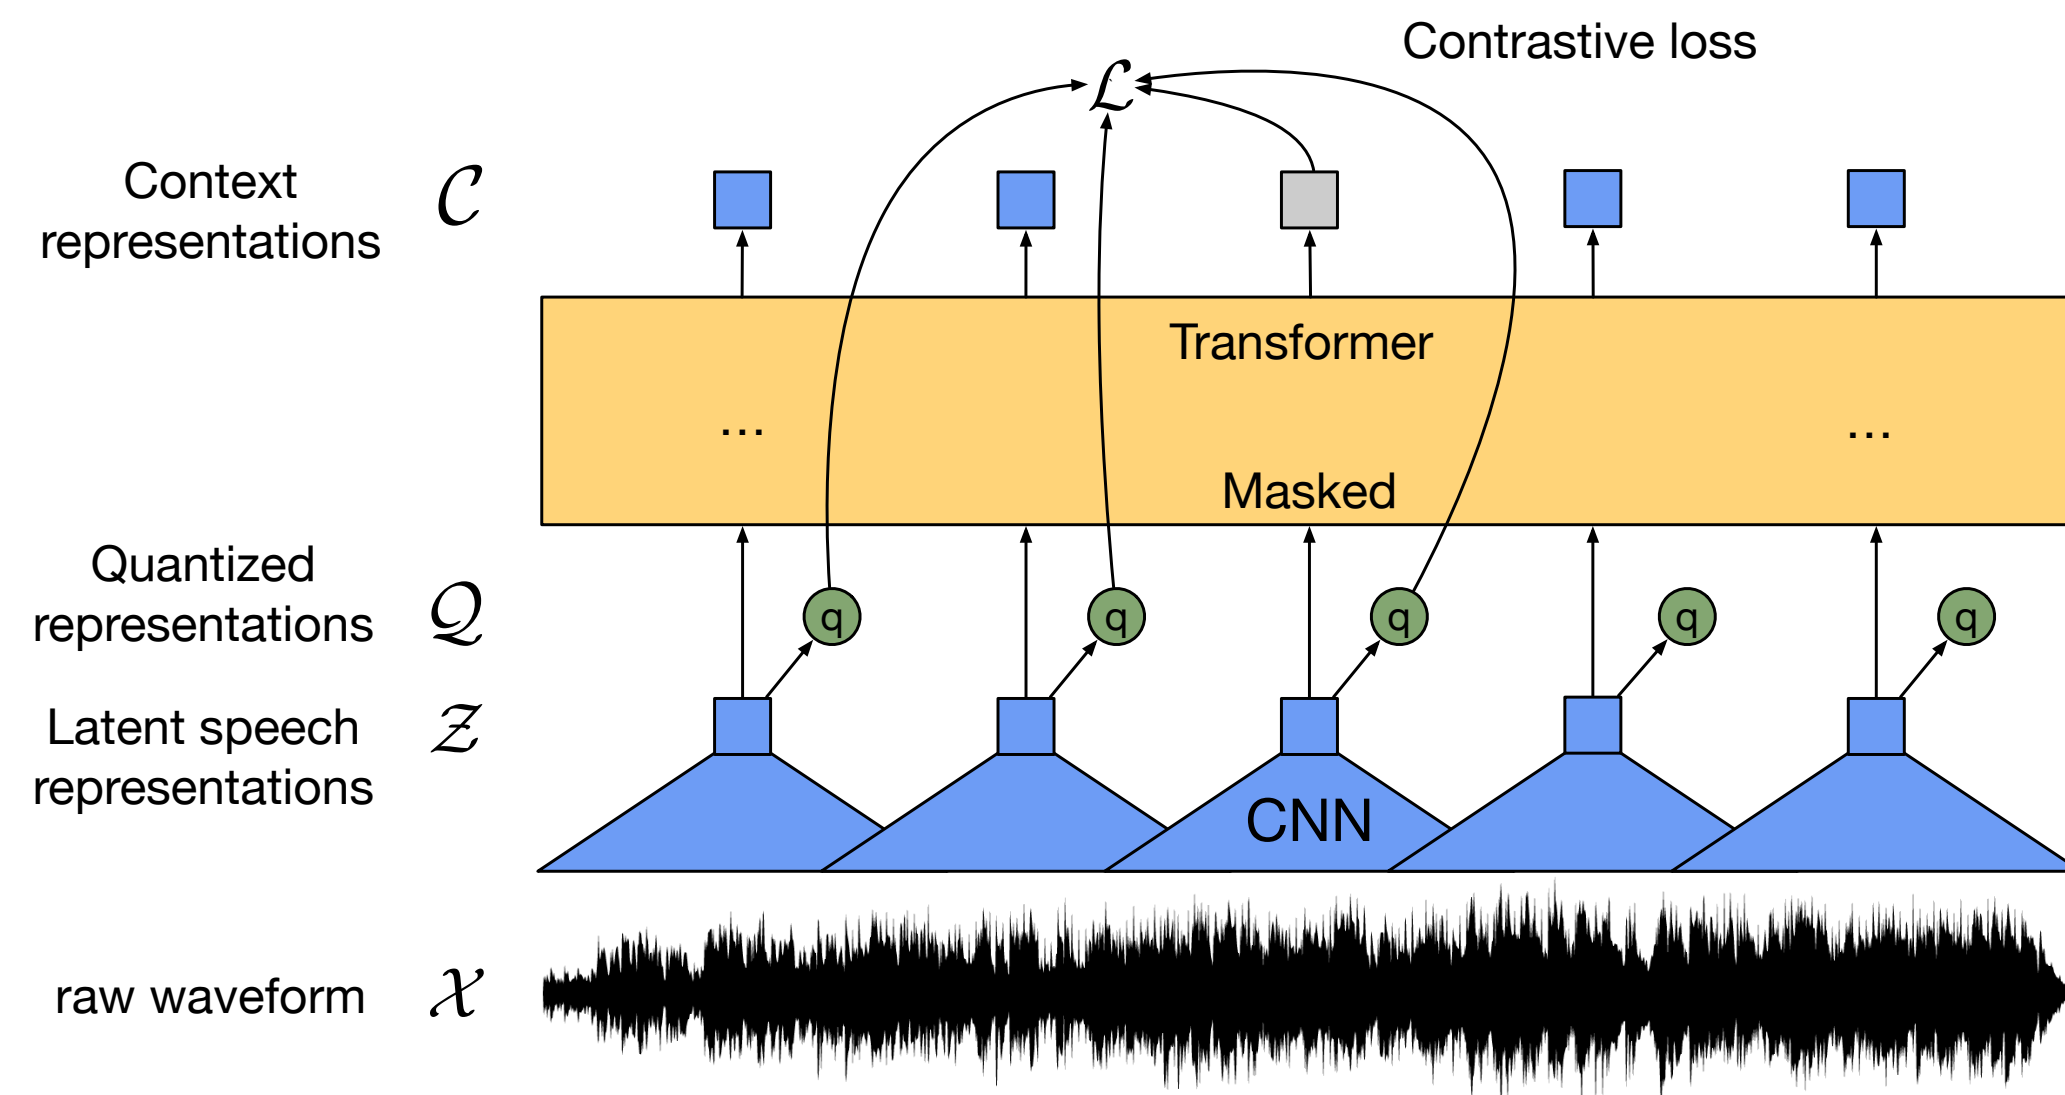 Contrastive loss
ℒ
Context
representations
𝒞
Transformer
... ...
Masked
Quantized
representations
𝒬
q q q q q
Latent speech
representations
𝒵
CNN
raw waveform
𝒳